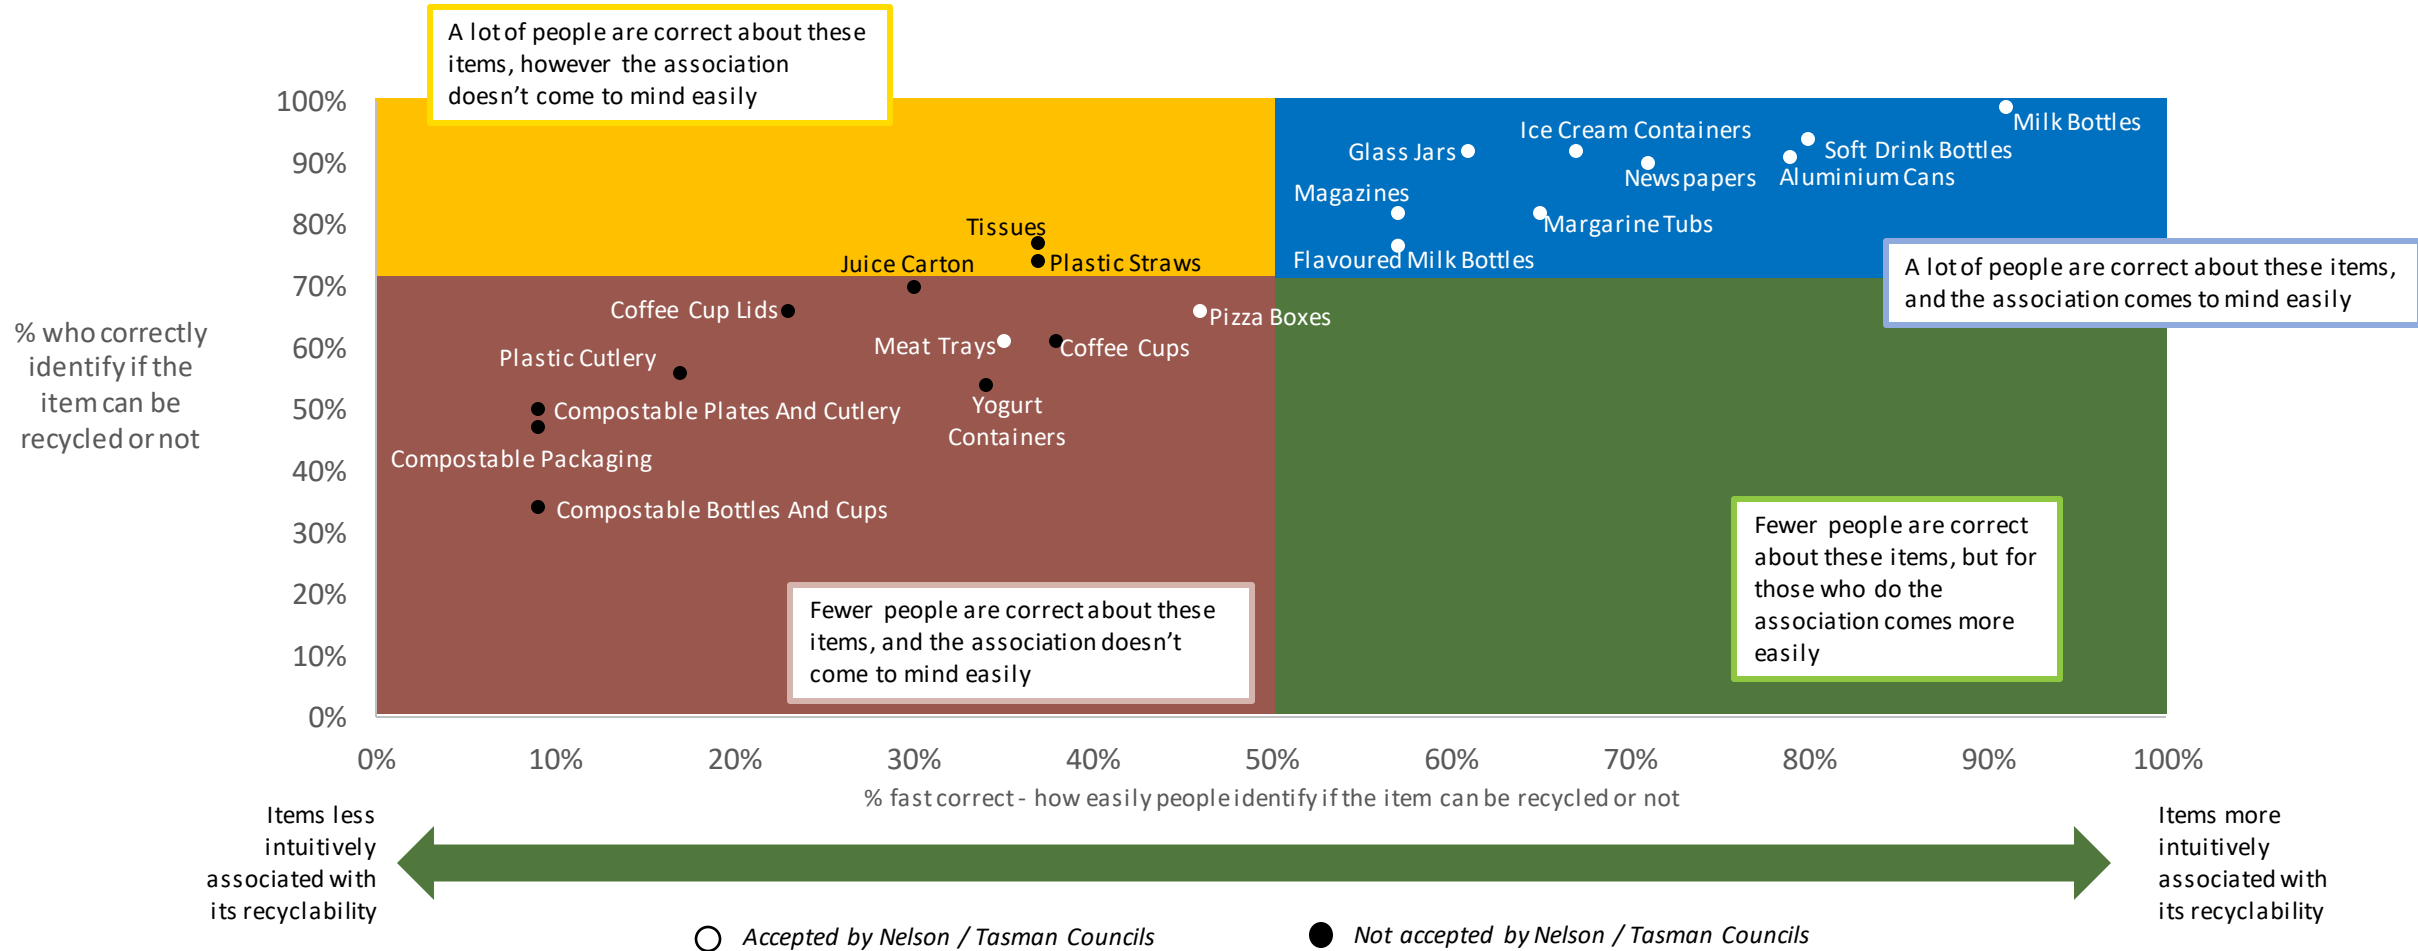 A lot of people are correct about these
items, however the association
doesn't come to mind easily
100%
90%
80%
70%
60%
50%
40%
30%
20%
10%
0%
% who correctly
identify if the
item can be
recycled or not
Milk Bottles
Ice Cream Containers
Glass Jars
Soft Drink Bottles
Newspapers
Aluminium Cans
Magazines
Margarine Tubs
Flavoured Milk Bottles
Tissues
Juice Carton
Plastic Straws
A lot of people are correct about these items,
and the association comes to mind easily
Coffee Cup Lids
Pizza Boxes
Meat Trays
Coffee Cups
Plastic Cutlery
Yogurt
Containers
Compostable Plates And Cutlery
Compostable Packaging
Compostable Bottles And Cups
Fewer people are correct about these
items, and the association doesn't
come to mind easily
Fewer people are correct
about these items, but for
those who do the
association comes more
easily
0% 10% 20% 30% 40% 50% 60% 70% 80% 90% 100%
% fast correct - how easily people identify if the item can be recycled or not
Items less
intuitively
associated with
its recyclability
Items more
intuitively
associated with
its recyclability
Accepted by Nelson / Tasman Councils
Not accepted by Nelson / Tasman Councils